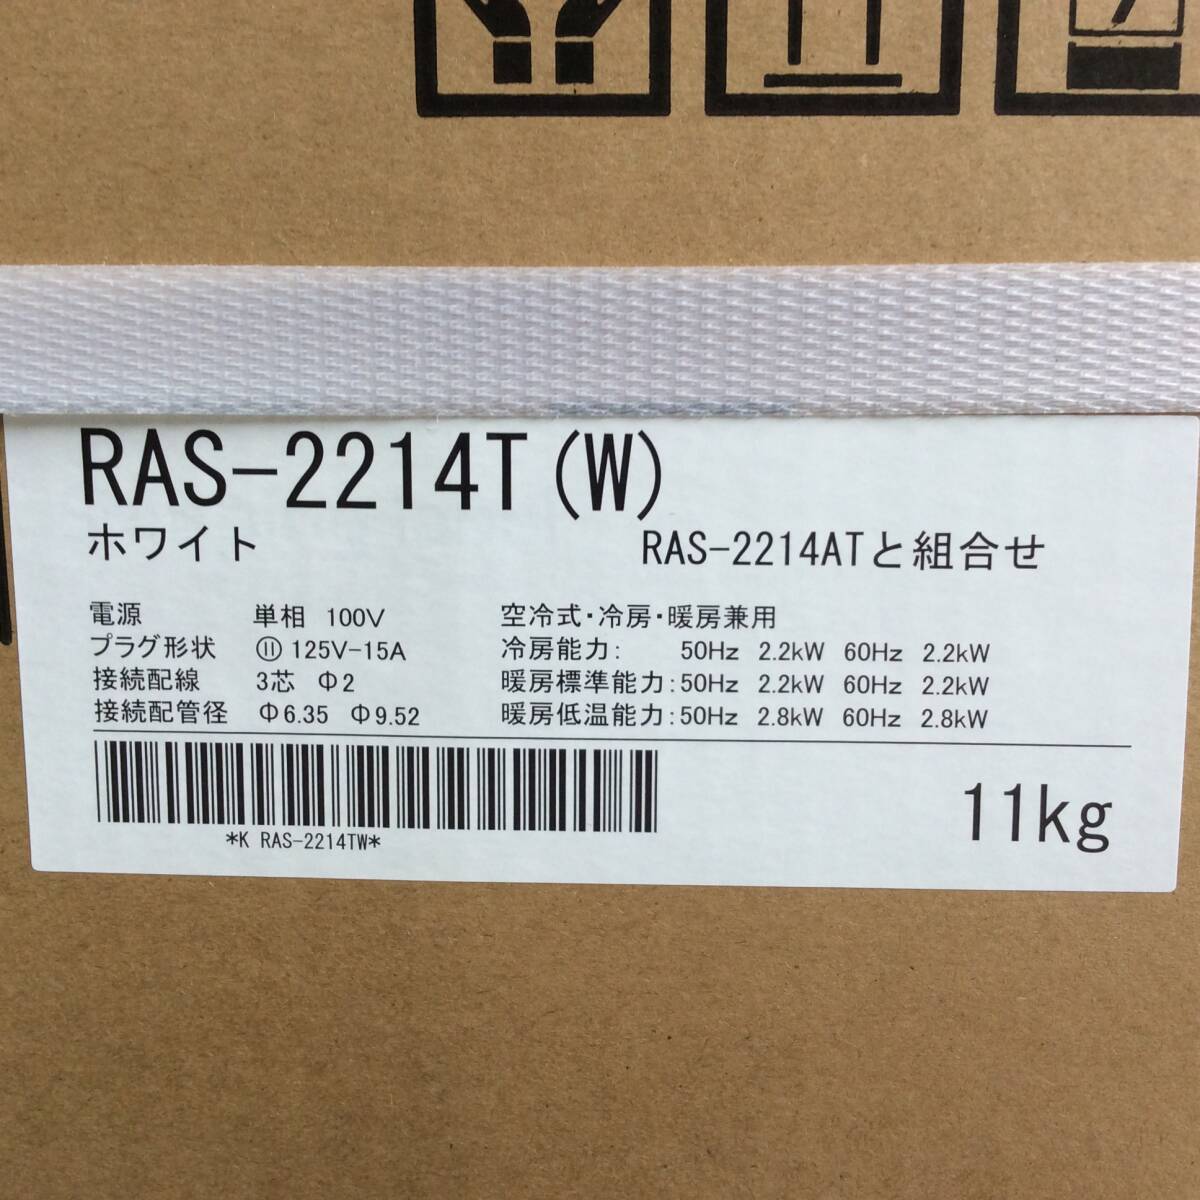 RAS-2214T(W)
ホワイト
RAS-2214ATと組合せ
電源 単相 100V
プラグ形状 125V-15A
接続配線 3芯 Φ2
接続配管径 Φ6.35 Φ9.52
空冷式・冷房・暖房兼用
冷房能力: 50Hz 2.2kW 60Hz 2.2kW
暖房標準能力:50Hz 2.2kW 60Hz 2.2kW
暖房低温能力:50Hz 2.8kW 60Hz 2.8kW
*K RAS-2214TW*
11kg